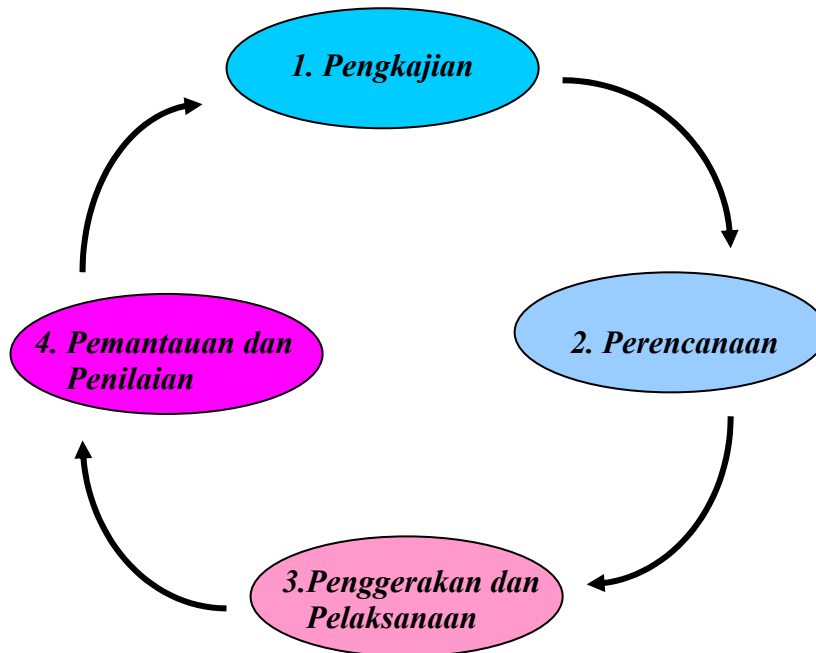 1. Pengkajian
2. Perencanaan
3.Penggerakan dan
Pelaksanaan
4. Pemantauan dan
Penilaian